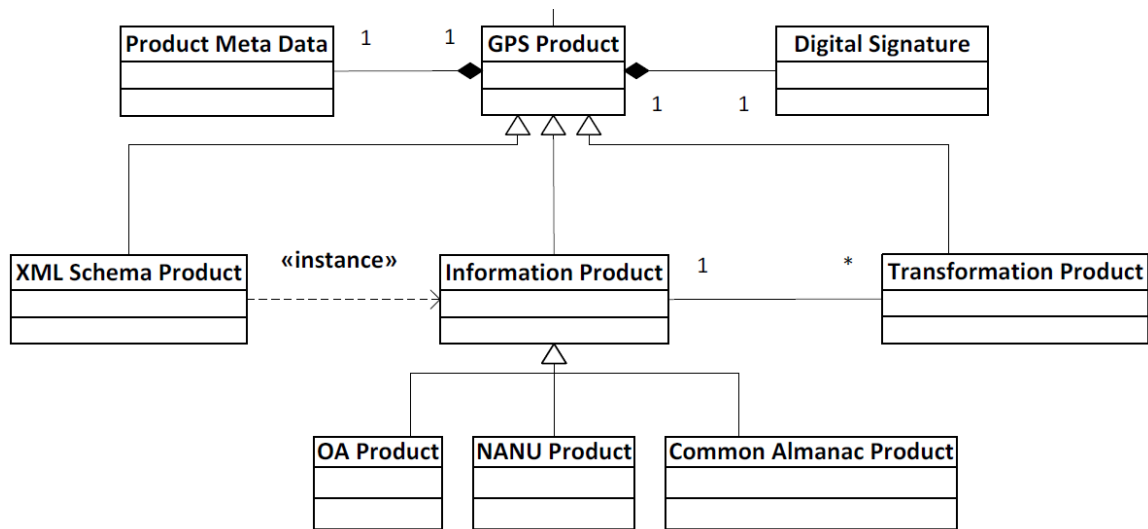 Product Meta Data
1
1
GPS Product
Digital Signature
1
1
XML Schema Product
«instance»
Information Product
1
*
Transformation Product
OA Product
NANU Product
Common Almanac Product